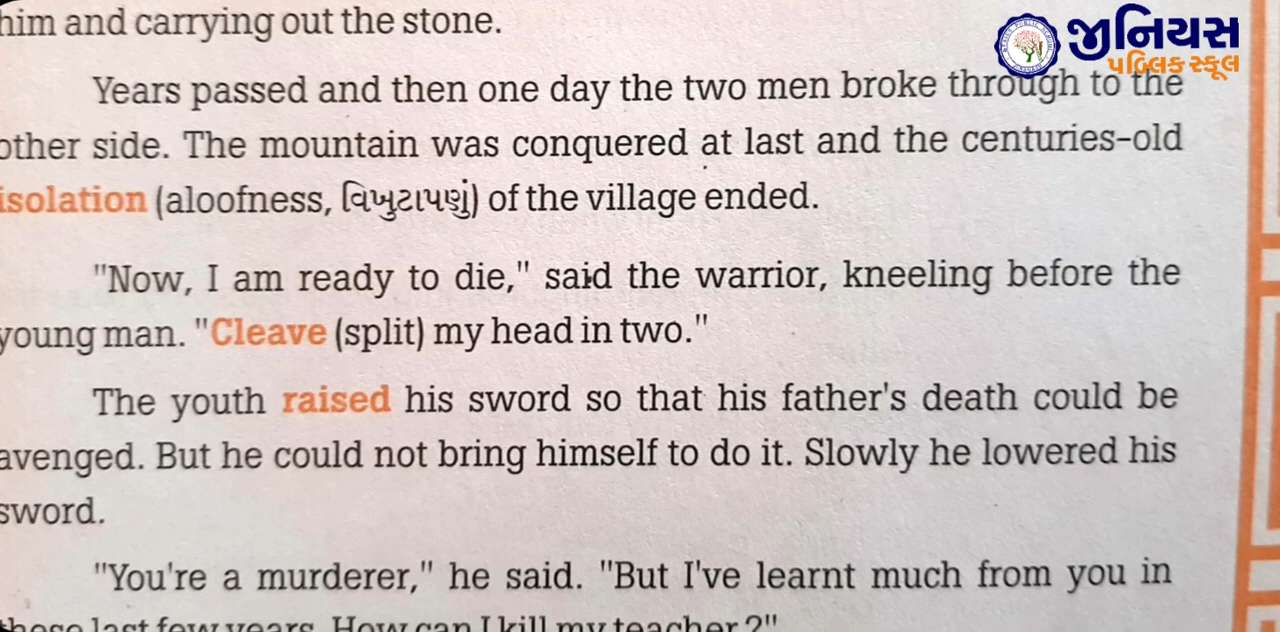 him and carrying out the stone.
જીનિયસ
પબ્લિક સ્કૂલ
Years passed and then one day the two men broke through to the
other side. The mountain was conquered at last and the centuries-old
isolation (aloofness, વિખુટાપણું) of the village ended.
"Now, I am ready to die," said the warrior, kneeling before the
young man. "Cleave (split) my head in two."
The youth raised his sword so that his father's death could be
avenged. But he could not bring himself to do it. Slowly he lowered his
sword.
"You're a murderer," he said. "But I've learnt much from you in
these last few years. How can I kill my teacher?"